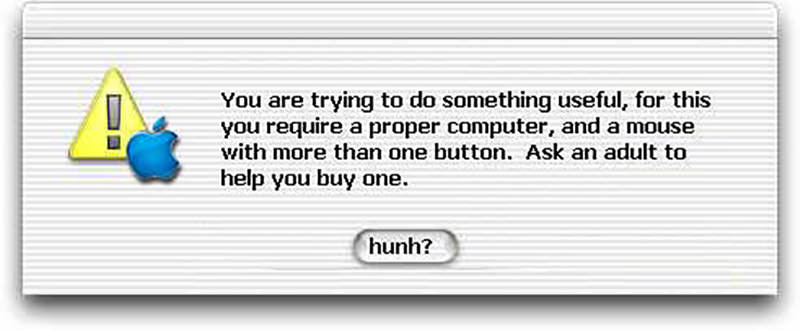 You are trying to do something useful, for this
you require a proper computer, and a mouse
with more than one button.  Ask an adult to
help you buy one.
hunh?